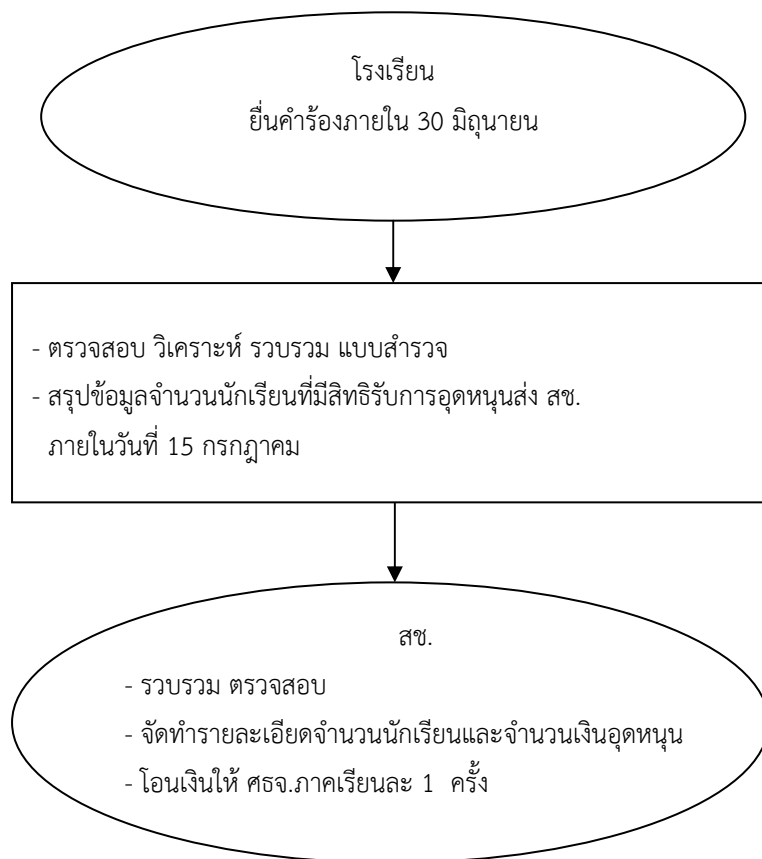 โรงเรียน
ยื่นคำร้องภายใน 30 มิถุนายน
- ตรวจสอบ วิเคราะห์ รวบรวม แบบสำรวจ
- สรุปข้อมูลจำนวนนักเรียนที่มีสิทธิรับการอุดหนุนส่ง สช.
ภายในวันที่ 15 กรกฎาคม
สช.
- รวบรวม ตรวจสอบ
- จัดทำรายละเอียดจำนวนนักเรียนและจำนวนเงินอุดหนุน
- โอนเงินให้ ศธจ.ภาคเรียนละ 1 ครั้ง